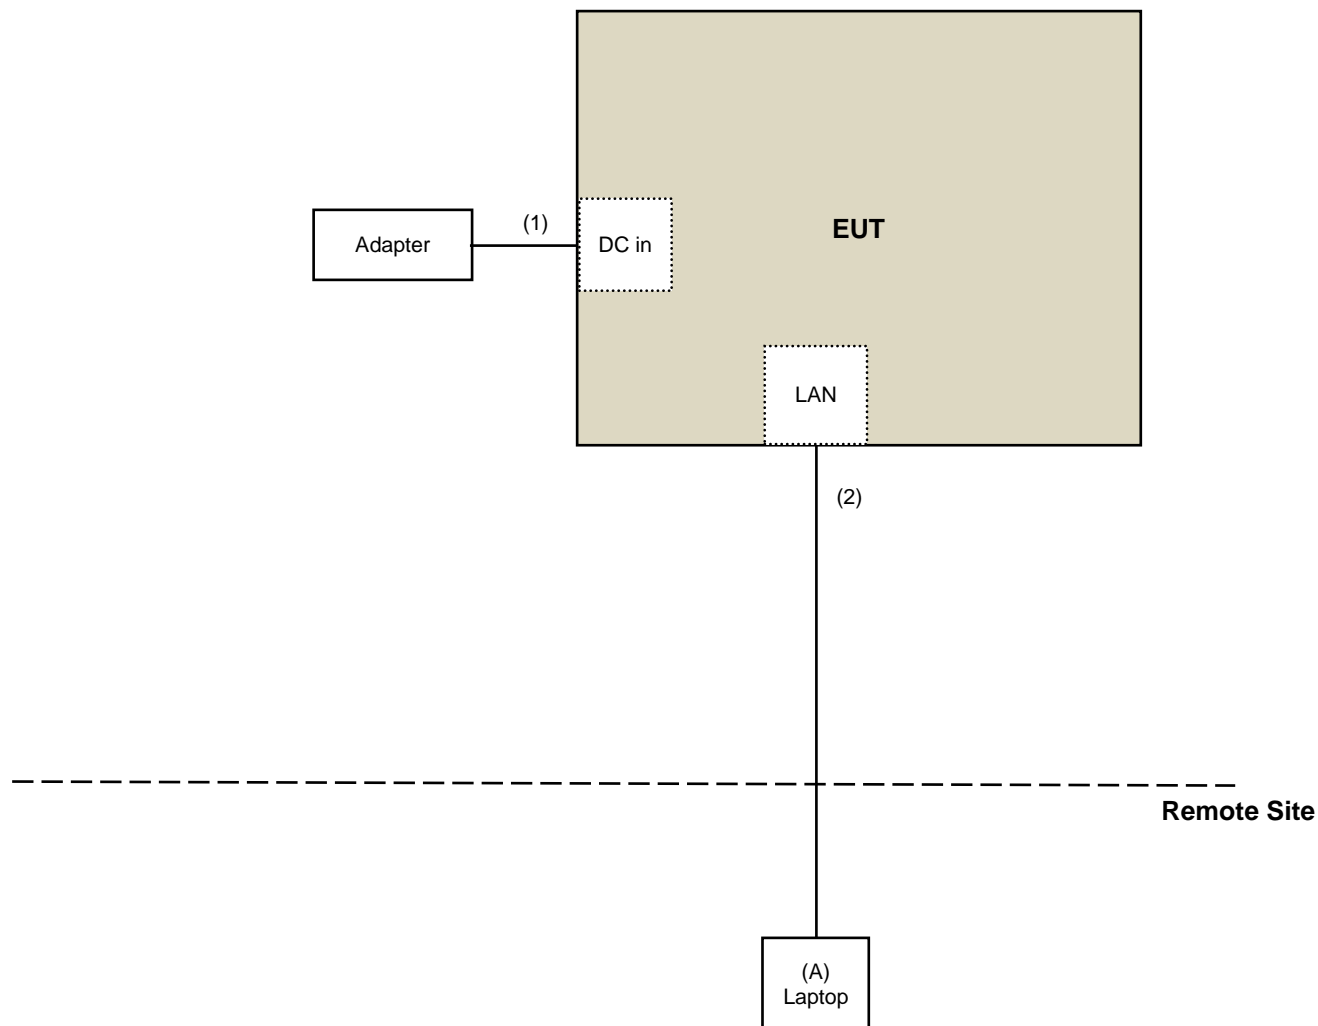 (1)
EUT
Adapter
DC in
LAN
(2)
Remote Site
(A)
Laptop